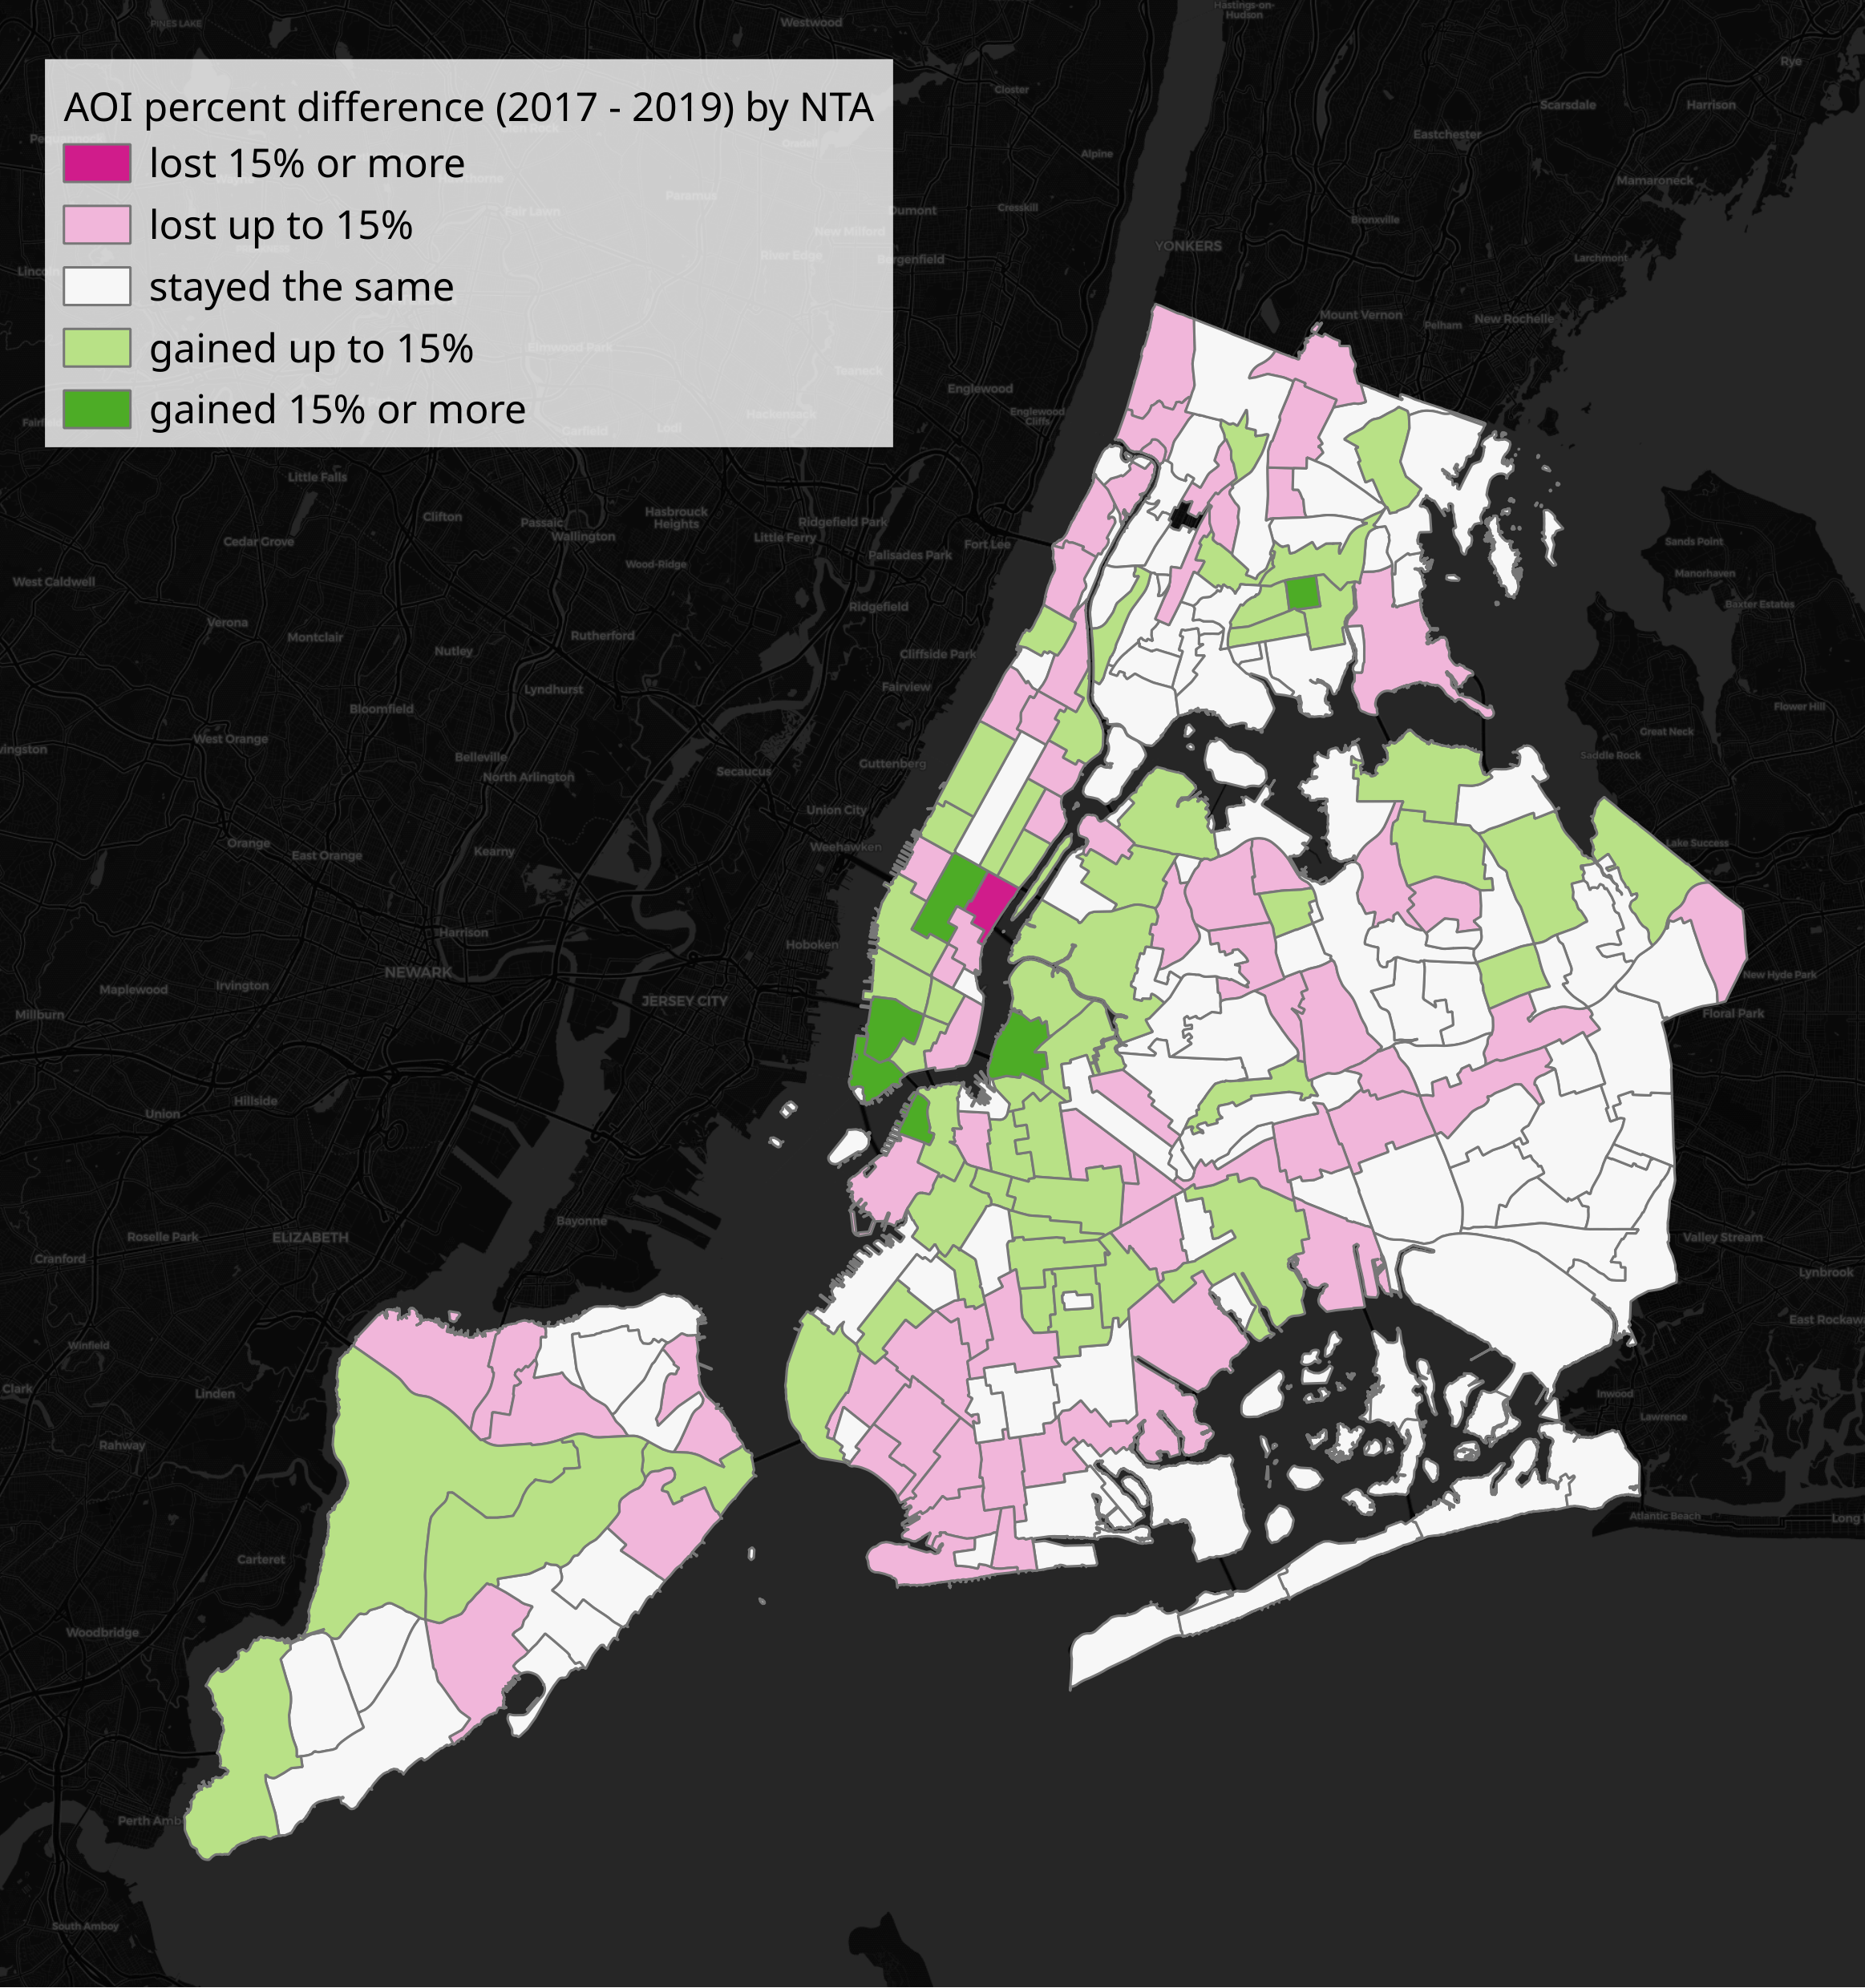 AOI percent difference (2017 - 2019) by NTA
lost 15% or more
lost up to 15%
stayed the same
gained up to 15%
gained 15% or more
PINES LAKE
Westwood
Hastings-on-
Hudson
Rye
Closter
Scarsdale
Harrison
Eastchester
Alpine
Mamaroneck
Paramus
Fair Lawn
Dumont
Cresskill
Bronxville
New Milford
YONKERS
River Edge
Bergenfield
Larchmont
Mount Vernon
New Rochelle
Pelham
Elmwood Park
Teaneck
Englewood
Hackensack
Englewood
Cliffs
Lodi
Garfield
Little Falls
Clifton
Passaic
Hasbrouck
Heights
Ridgefield Park
Wallington
Little Ferry
Cedar Grove
Fort Lee
Palisades Park
Sands Point
Wood-Ridge
West Caldwell
Manorhaven
Ridgefield
Baxter Estates
Verona
Montclair
Rutherford
Nutley
Cliffside Park
Lyndhurst
Fairview
Bloomfield
Flower Hill
West Orange
Great Neck
Belleville
Saddle Rock
North Arlington
Secaucus
Guttenberg
Union City
Orange
Kearny
Weehawken
Lake Success
East Orange
Harrison
Hoboken
NEWARK
New Hyde Park
Maplewood
Irvington
JERSEY CITY
Millburn
Floral Park
Hillside
Union
Bayonne
Roselle Park
ELIZABETH
Valley Stream
Cranford
Lynbrook
Winfield
Clark
Linden
Inwood
Lawrence
Rahway
Atlantic Beach
Carteret
Woodbridge
South Amboy